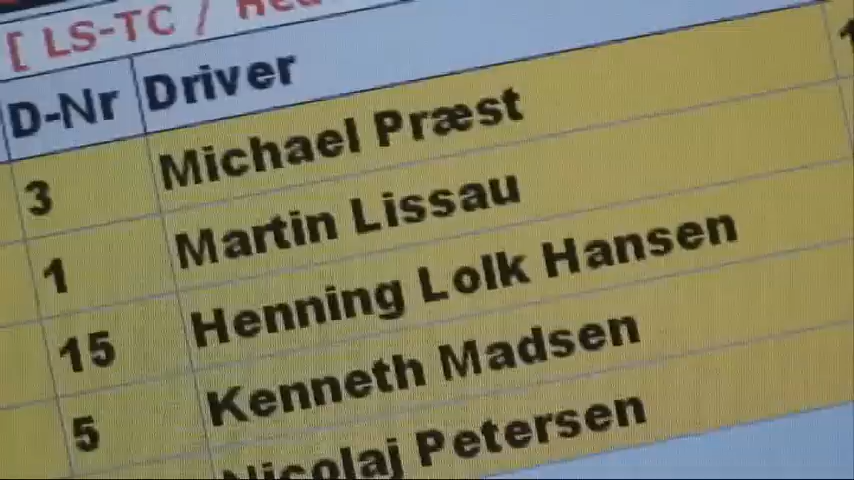 [ LS-TC /
D-Nr Driver
3 Michael Præst
1 Martin Lissau
15 Henning Lolk Hansen
5 Kenneth Madsen
Nicolaj Petersen